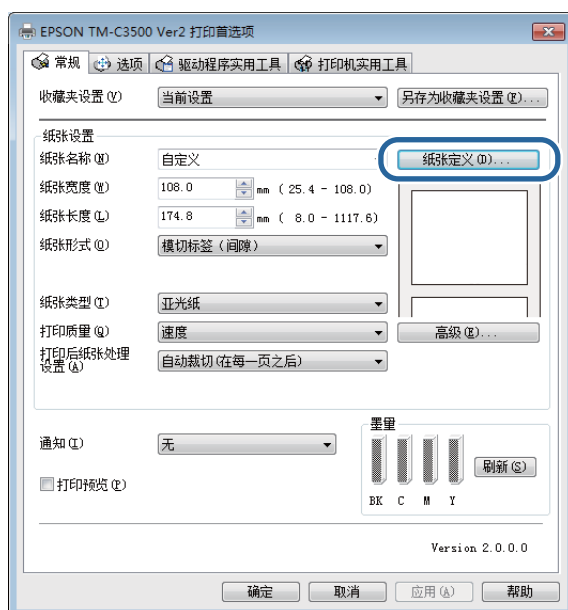 EPSON TM-C3500 Ver2 打印首选项
常规 选项 驱动程序实用工具 打印机实用工具
收藏夹设置(V) 当前设置 另存为收藏夹设置(F)...
纸张设置
纸张名称(N) 自定义 纸张定义(D)...
纸张宽度(W) 108.0 mm ( 25.4 - 108.0)
纸张长度(L) 174.8 mm ( 8.0 - 1117.6)
纸张形式(O) 模切标签(间隙)
纸张类型(T) 亚光纸
打印质量(Q) 速度 高级(E)...
打印后纸张处理
设置(A) 自动裁切(在每一页之后)
墨量
通知(I) 无
刷新(S)
打印预览(P)
BK C M Y
Version 2.0.0.0
确定 取消 应用(A) 帮助